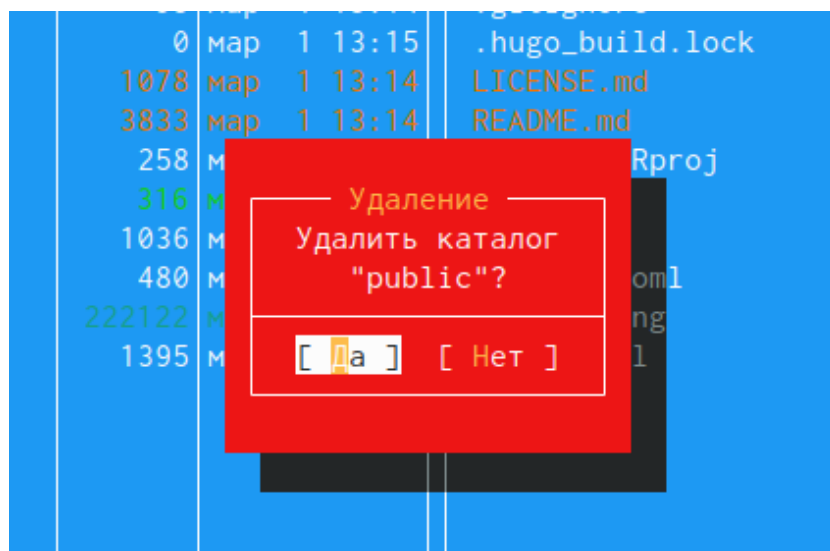 0 мар 1 13:15 .hugo_build.lock
1078 мар 1 13:14 LICENSE.md
3833 мар 1 13:14 README.md
258 м Rproj
316 м
1036 м
480 м oml
222122 м ng
1395 м l
Удаление
Удалить каталог
"public"?
[ Да ] [ Нет ]